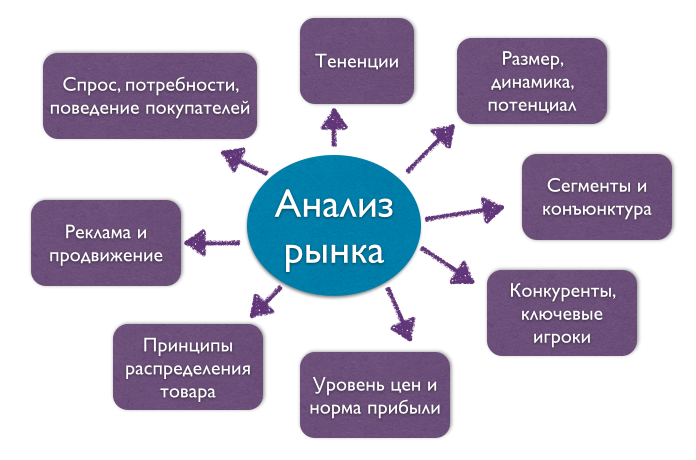 Тененции
Размер,
динамика,
потенциал
Спрос, потребности,
поведение покупателей
Анализ
рынка
Сегменты и
конъюнктура
Реклама и
продвижение
Конкуренты,
ключевые
игроки
Принципы
распределения
товара
Уровень цен и
норма прибыли